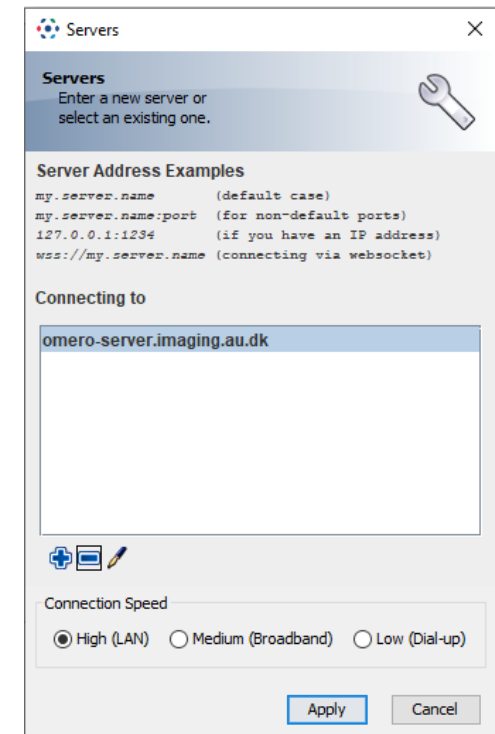 Servers
Servers
Enter a new server or
select an existing one.
Server Address Examples
my.server.name (default case)
my.server.name:port (for non-default ports)
127.0.0.1:1234 (if you have an IP address)
wss://my.server.name (connecting via websocket)
Connecting to
omero-server.imaging.au.dk
Connection Speed
High (LAN) Medium (Broadband) Low (Dial-up)
Apply Cancel